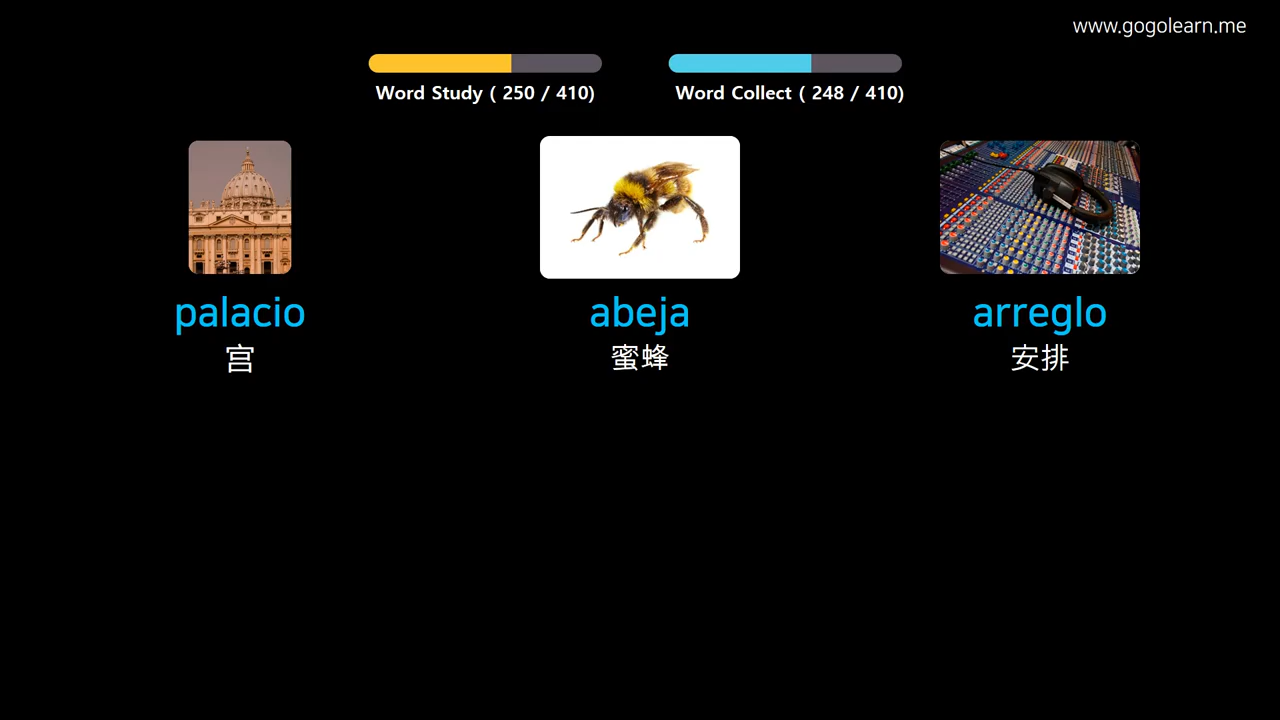 www.gogolearn.me
Word Study ( 250 / 410)
Word Collect ( 248 / 410)
palacio
宫
abeja
蜜蜂
arreglo
安排